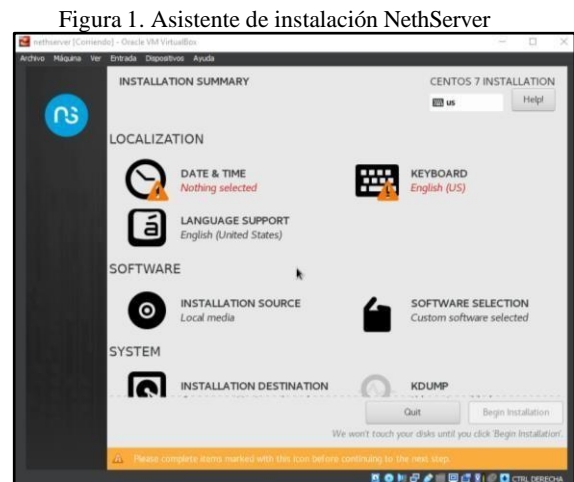 Figura 1. Asistente de instalación NethServer
nethserver [Corriendo] - Oracle VM VirtualBox
Archivo Máquina Ver Entrada Dispositivos Ayuda
INSTALLATION SUMMARY
CENTOS 7 INSTALLATION
us
Help!
ns
LOCALIZATION
DATE & TIME
Nothing selected
KEYBOARD
English (US)
LANGUAGE SUPPORT
English (United States)
SOFTWARE
INSTALLATION SOURCE
Local media
SOFTWARE SELECTION
Custom software selected
SYSTEM
INSTALLATION DESTINATION
KDUMP
Quit
Begin Installation
We won't touch your disks until you click 'Begin Installation'.
Please complete items marked with this icon before continuing to the next step.
CTRL DERECHA